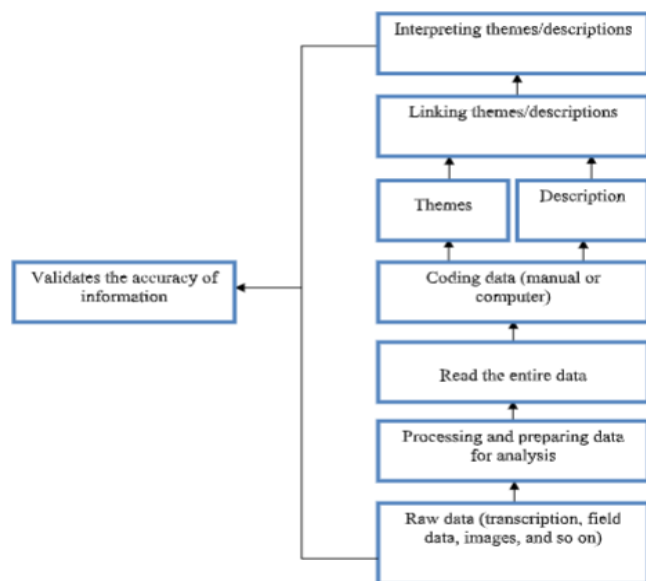 Interpreting themes/descriptions
Linking themes/descriptions
Themes
Description
Validates the accuracy of
information
Coding data (manual or
computer)
Read the entire data
Processing and preparing data
for analysis
Raw data (transcription, field
data, images, and so on)